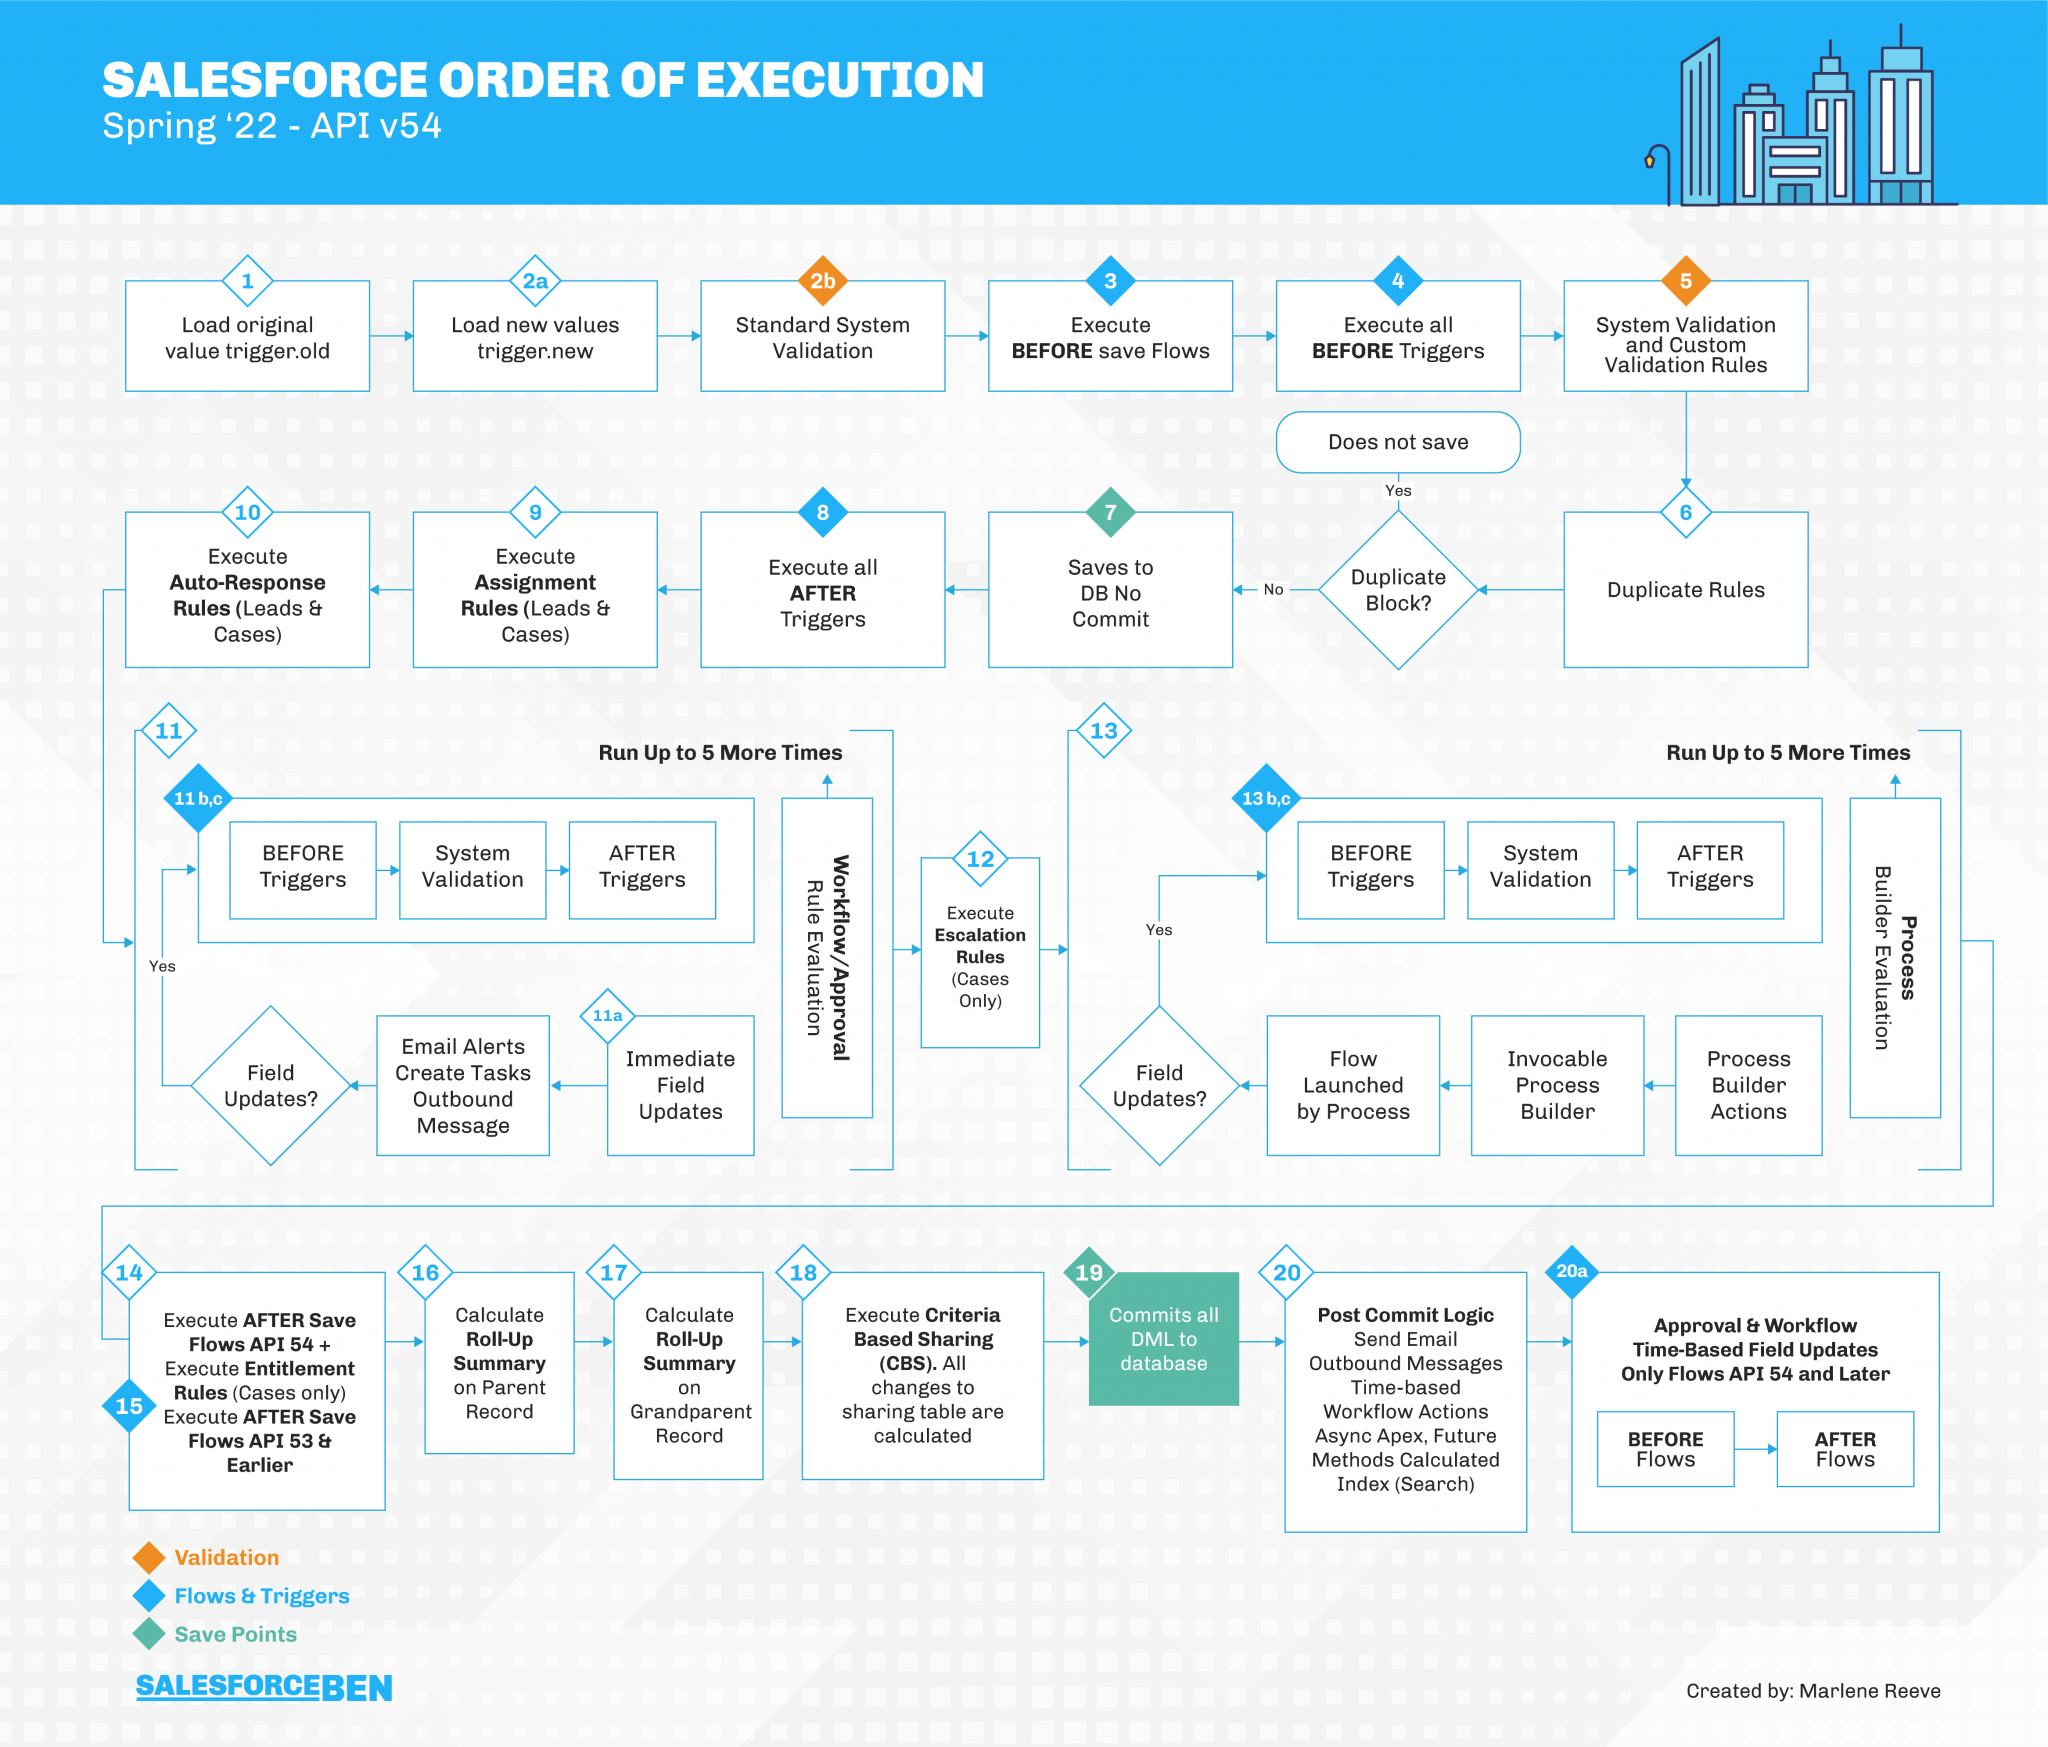 SALESFORCE ORDER OF EXECUTION
Spring ‘22 - API v54
1
Load original
value trigger.old
2a
Load new values
trigger.new
2b
Standard System
Validation
3
Execute
BEFORE save Flows
4
Execute all
BEFORE Triggers
5
System Validation
and Custom
Validation Rules
6
Duplicate Rules
Duplicate
Block?
Yes
Does not save
No
7
Saves to
DB No
Commit
8
Execute all
AFTER
Triggers
9
Execute
Assignment
Rules (Leads &
Cases)
10
Execute
Auto-Response
Rules (Leads &
Cases)
11
Run Up to 5 More Times
Workflow/Approval
Rule Evaluation
11a
Immediate
Field
Updates
Email Alerts
Create Tasks
Outbound
Message
Field
Updates?
Yes
11 b,c
BEFORE
Triggers
System
Validation
AFTER
Triggers
12
Execute
Escalation
Rules
(Cases
Only)
13
Run Up to 5 More Times
Process
Builder Evaluation
Process
Builder
Actions
Invocable
Process
Builder
Flow
Launched
by Process
Field
Updates?
Yes
13 b,c
BEFORE
Triggers
System
Validation
AFTER
Triggers
14
Execute AFTER Save
Flows API 54 +
Execute Entitlement
Rules (Cases only)
15
Execute AFTER Save
Flows API 53 &
Earlier
16
Calculate
Roll-Up
Summary
on Parent
Record
17
Calculate
Roll-Up
Summary
on
Grandparent
Record
18
Execute Criteria
Based Sharing
(CBS). All
changes to
sharing table are
calculated
19
Commits all
DML to
database
20
Post Commit Logic
Send Email
Outbound Messages
Time-based
Workflow Actions
Async Apex, Future
Methods Calculated
Index (Search)
20a
Approval & Workflow
Time-Based Field Updates
Only Flows API 54 and Later
BEFORE
Flows
AFTER
Flows
Validation
Flows & Triggers
Save Points
SALESFORCEBEN
Created by: Marlene Reeve